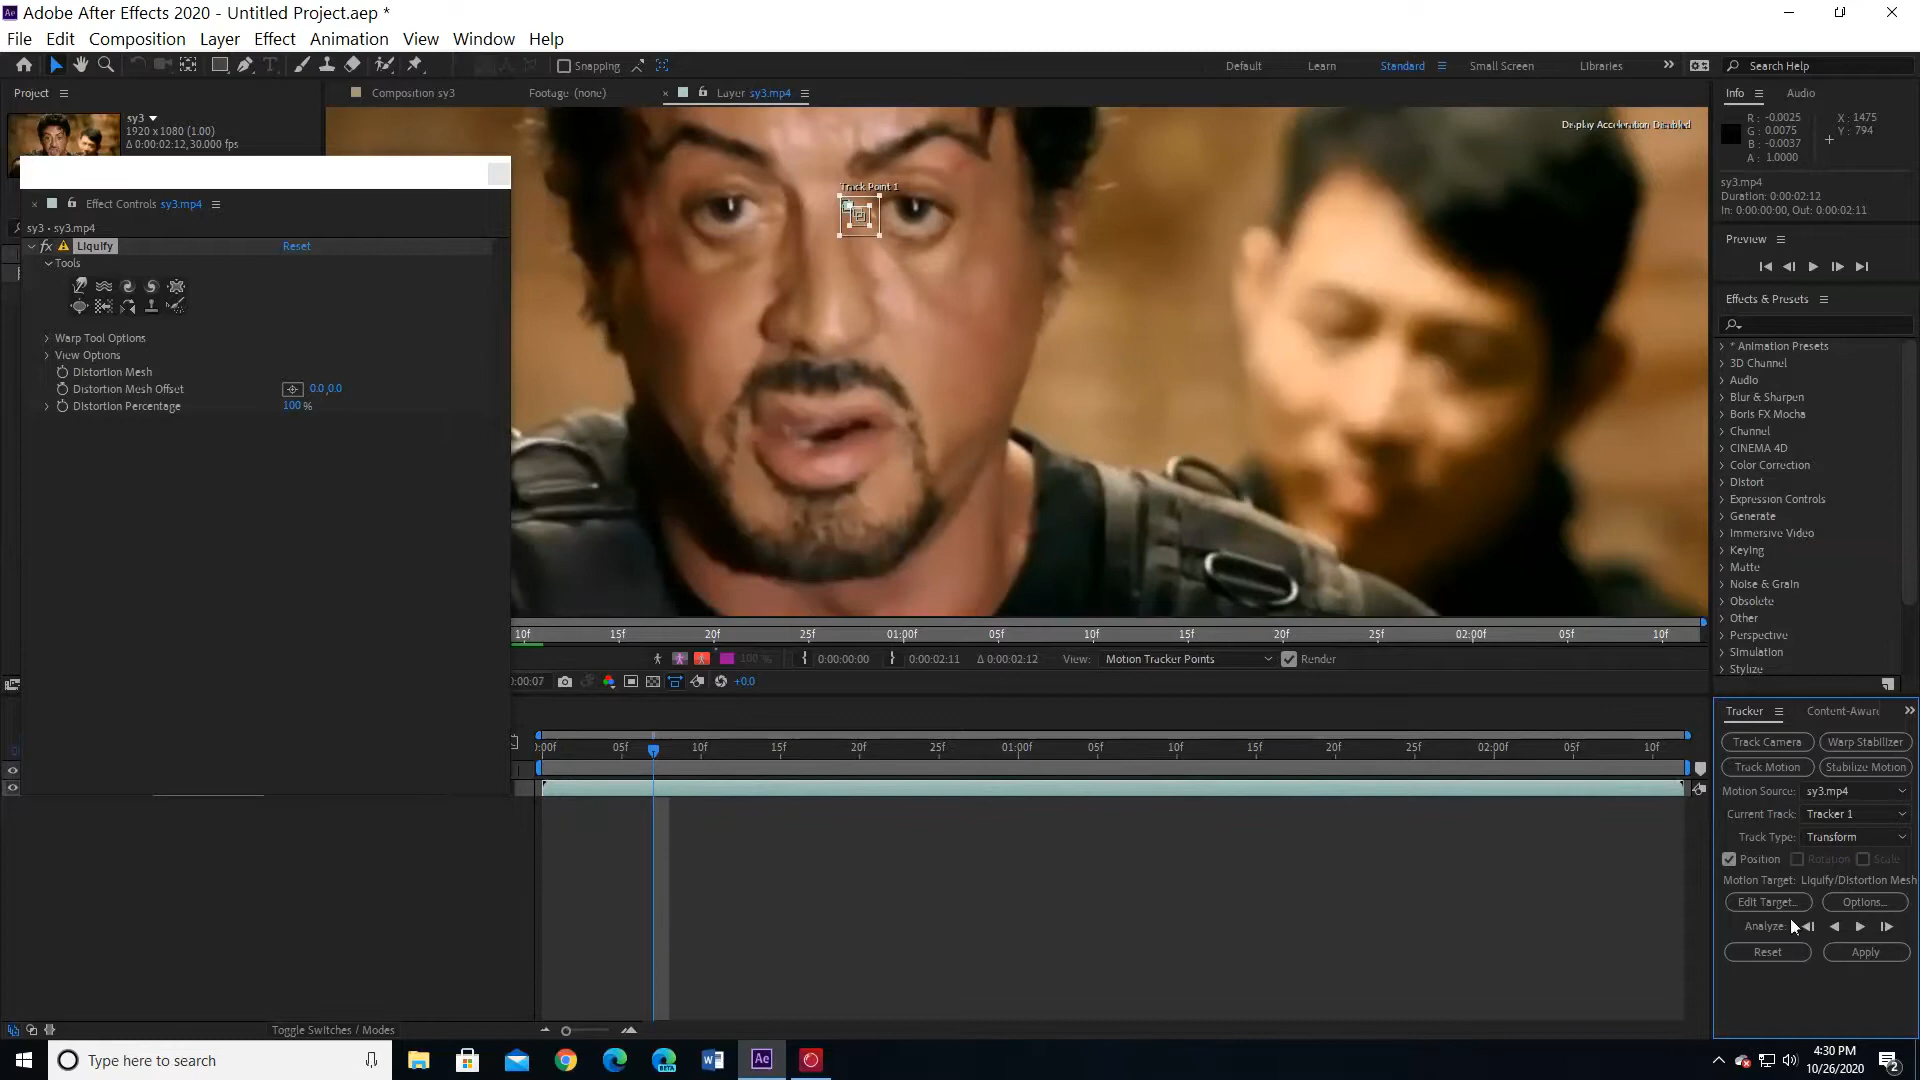 Adobe After Effects 2020 - Untitled Project.aep *
File Edit Composition Layer Effect Animation View Window Help
Snapping
Default Learn Standard Small Screen Libraries
Search Help
Project
Composition sy3
Footage (none)
Layer sy3.mp4
Info Audio
sy3
1920 x 1080 (1.00)
Δ 0:00:02:12, 30.000 fps
Display Acceleration Disabled
R : -0.0025
G : 0.0075
B : -0.0037
A : 1.0000
X : 1475
Y : 794
sy3.mp4
Duration: 0:00:02:12
In: 0:00:00:00, Out: 0:00:02:11
Effect Controls sy3.mp4
sy3 • sy3.mp4
fx Liquify Reset
Tools
Warp Tool Options
View Options
Distortion Mesh
Distortion Mesh Offset 0.0,0.0
Distortion Percentage 100 %
Track Point 1
Preview
Effects & Presets
* Animation Presets
3D Channel
Audio
Blur & Sharpen
Boris FX Mocha
Channel
CINEMA 4D
Color Correction
Distort
Expression Controls
Generate
Immersive Video
Keying
Matte
Noise & Grain
Obsolete
Other
Perspective
Simulation
Stylize
10f 15f 20f 25f 01:00f 05f 10f 15f 20f 25f 02:00f 05f 10f
100 % 0:00:00:00 0:00:02:11 Δ 0:00:02:12 View: Motion Tracker Points Render
0:00:07 +0.0
:00f 05f 10f 15f 20f 25f 01:00f 05f 10f 15f 20f 25f 02:00f 05f 10f
Tracker Content-Aware
Track Camera Warp Stabilizer
Track Motion Stabilize Motion
Motion Source: sy3.mp4
Current Track: Tracker 1
Track Type: Transform
Position Rotation Scale
Motion Target: Liquify/Distortion Mesh
Edit Target... Options...
Analyze:
Reset Apply
Toggle Switches / Modes
Type here to search
4:30 PM
10/26/2020
2